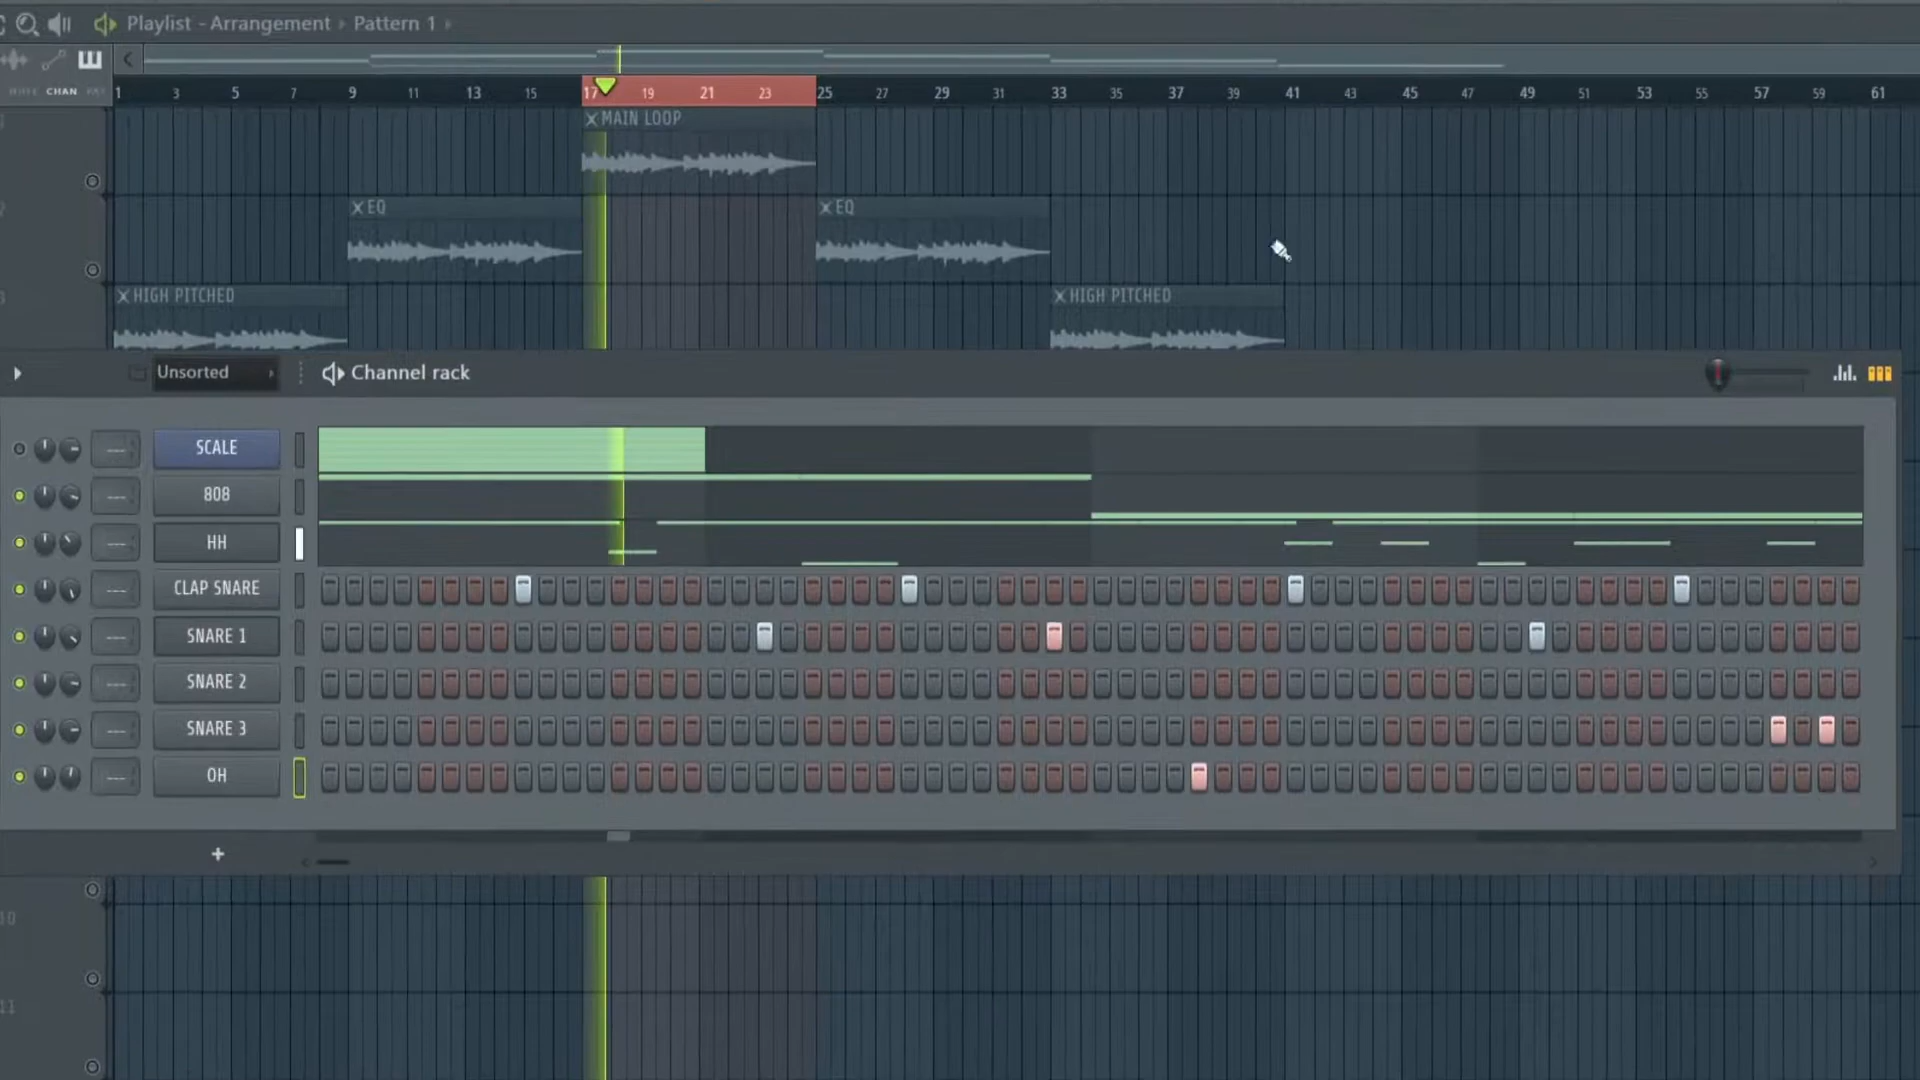 Playlist - Arrangement › Pattern 1 ›
CHAN
1 3 5 7 9 11 13 15 17 19 21 23 25 27 29 31 33 35 37 39 41 43 45 47 49 51 53 55 57 59 61
MAIN LOOP
EQ
EQ
HIGH PITCHED
HIGH PITCHED
Unsorted
Channel rack
SCALE
808
HH
CLAP SNARE
SNARE 1
SNARE 2
SNARE 3
OH
+
10
11